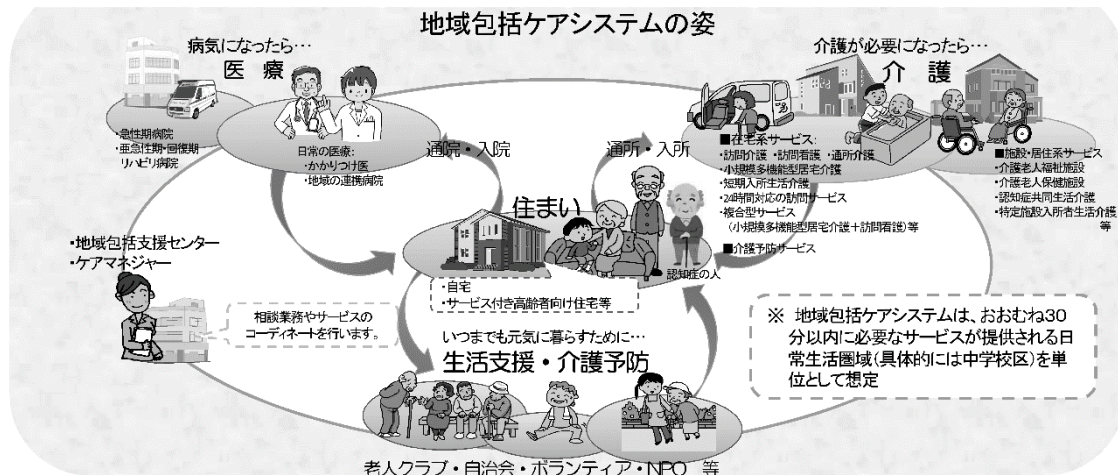 地域包括ケアシステムの姿
病気になったら…
医 療
・急性期病院
・亜急性期・回復期
リハビリ病院
日常の医療:
・かかりつけ医
・地域の連携病院
通院・入院
通所・入所
介護が必要になったら…
介 護
■在宅系サービス:
・訪問介護 ・訪問看護 ・通所介護
・小規模多機能型居宅介護
・短期入所生活介護
・24時間対応の訪問サービス
・複合型サービス
(小規模多機能型居宅介護+訪問看護)等
■介護予防サービス
■施設・居住系サービス
・介護老人福祉施設
・介護老人保健施設
・認知症共同生活介護
・特定施設入所者生活介護
等
住まい
認知症の人
・自宅
・サービス付き高齢者向け住宅等
・地域包括支援センター
・ケアマネジャー
相談業務やサービスの
コーディネートを行います。
いつまでも元気に暮らすために…
生活支援・介護予防
老人クラブ・自治会・ボランティア・NPO 等
※ 地域包括ケアシステムは、おおむね30
分以内に必要なサービスが提供される日
常生活圏域(具体的には中学校区)を単
位として想定